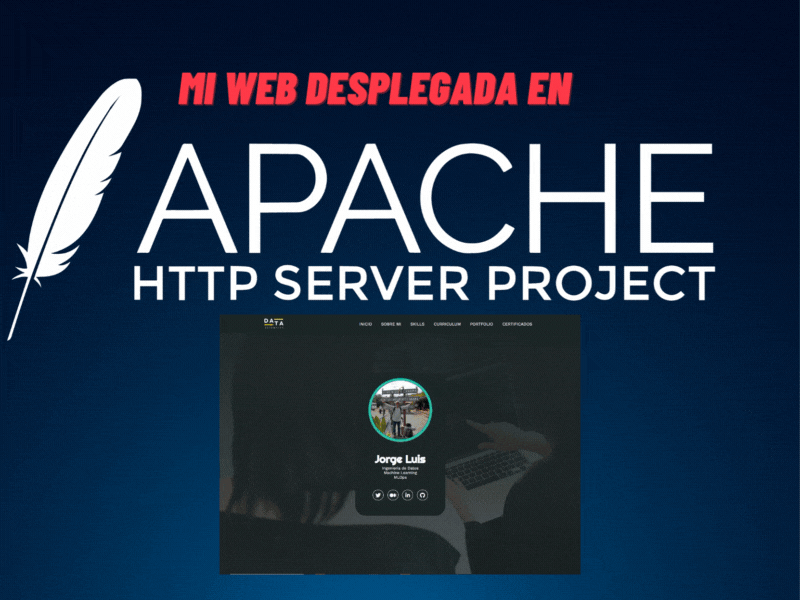 MI WEB DESPLEGADA EN
APACHE
HTTP SERVER PROJECT
DATA
INICIO SOBRE MI SKILLS CURRICULUM PORTFOLIO CERTIFICADOS
Jorge Luis
Ingeniería de Datos
Machine Learning
MLOps